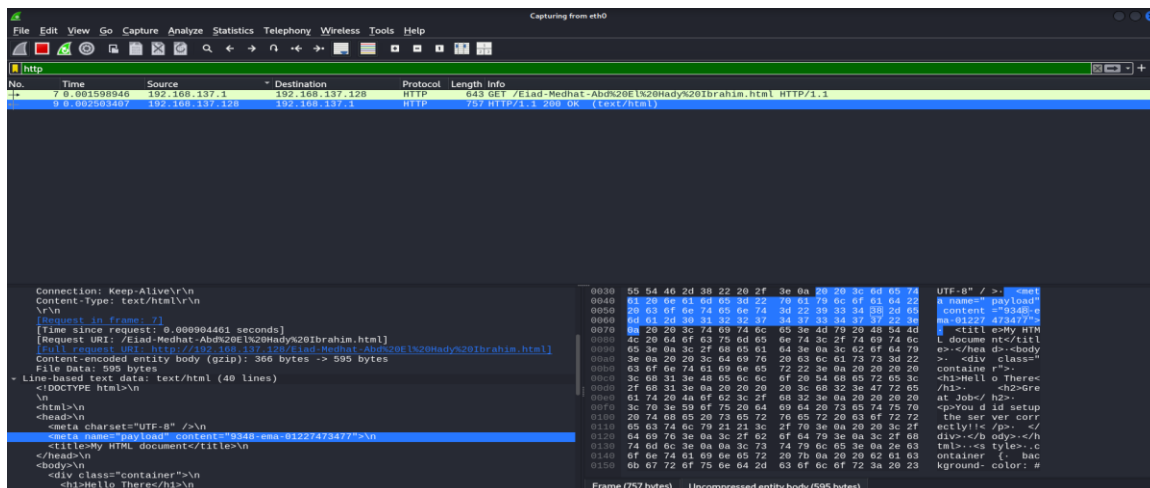 Capturing from eth0
File Edit View Go Capture Analyze Statistics Telephony Wireless Tools Help
http
No. Time Source Destination Protocol Length Info
7 0.001598946 192.168.137.1 192.168.137.128 HTTP 643 GET /Eiad-Medhat-Abd%20El%20Hady%20Ibrahim.html HTTP/1.1
9 0.002503407 192.168.137.128 192.168.137.1 HTTP 757 HTTP/1.1 200 OK (text/html)
Connection: Keep-Alive\r\n
Content-Type: text/html\r\n
\r\n
[Request in frame: 7]
[Time since request: 0.000904461 seconds]
[Request URI: /Eiad-Medhat-Abd%20El%20Hady%20Ibrahim.html]
[Full request URI: http://192.168.137.128/Eiad-Medhat-Abd%20El%20Hady%20Ibrahim.html]
Content-encoded entity body (gzip): 366 bytes -> 595 bytes
File Data: 595 bytes
Line-based text data: text/html (40 lines)
<!DOCTYPE html>\n
\n
<html>\n
<head>\n
<meta charset="UTF-8" />\n
<meta name="payload" content="9348-ema-01227473477">\n
<title>My HTML document</title>\n
</head>\n
<body>\n
<div class="container">\n
<h1>Hello There</h1>\n
0030 55 54 46 2d 38 22 20 2f 3e 0a 20 20 3c 6d 65 74 UTF-8" / >· <met
0040 61 20 6e 61 6d 65 3d 22 70 61 79 6c 6f 61 64 22 a name=" payload"
0050 20 63 6f 6e 74 65 6e 74 3d 22 39 33 34 38 2d 65 content ="9348-e
0060 6d 61 2d 30 31 32 32 37 34 37 33 34 37 37 22 3e ma-01227 473477">
0070 0a 20 20 3c 74 69 74 6c 65 3e 4d 79 20 48 54 4d · <titl e>My HTM
0080 4c 20 64 6f 63 75 6d 65 6e 74 3c 2f 74 69 74 6c L docume nt</titl
0090 65 3e 0a 3c 2f 68 65 61 64 3e 0a 3c 62 6f 64 79 e>·</hea d>·<body
00a0 3e 0a 20 20 3c 64 69 76 20 63 6c 61 73 73 3d 22 >· <div class="
00b0 63 6f 6e 74 61 69 6e 65 72 22 3e 0a 20 20 20 20 containe r">·
00c0 3c 68 31 3e 48 65 6c 6c 6f 20 54 68 65 72 65 3c <h1>Hell o There<
00d0 2f 68 31 3e 0a 20 20 20 20 3c 68 32 3e 47 72 65 /h1>· <h2>Gre
00e0 61 74 20 4a 6f 62 3c 2f 68 32 3e 0a 20 20 20 20 at Job</ h2>·
00f0 3c 70 3e 59 6f 75 20 64 69 64 20 73 65 74 75 70 <p>You d id setup
0100 20 74 68 65 20 73 65 72 76 65 72 20 63 6f 72 72 the ser ver corr
0110 65 63 74 6c 79 21 21 3c 2f 70 3e 0a 20 20 3c 2f ectly!!< /p>· </
0120 64 69 76 3e 0a 3c 2f 62 6f 64 79 3e 0a 3c 2f 68 div>·</b ody>·</h
0130 74 6d 6c 3e 0a 0a 3c 73 74 79 6c 65 3e 0a 2e 63 tml>··<s tyle>·.c
0140 6f 6e 74 61 69 6e 65 72 20 7b 0a 20 20 62 61 63 ontainer {· bac
0150 6b 67 72 6f 75 6e 64 2d 63 6f 6c 6f 72 3a 20 23 kground- color: #
Frame (757 bytes) Uncompressed entity body (595 bytes)